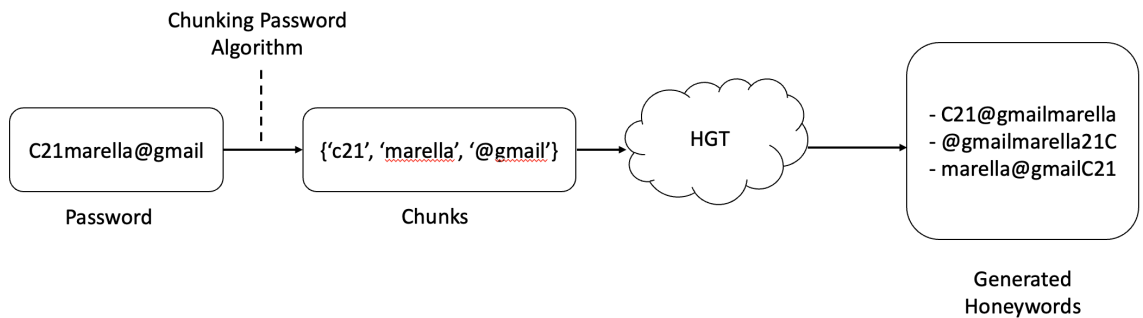 Chunking Password
Algorithm
C21marella@gmail
{‘c21’, ‘marella’, ‘@gmail’}
HGT
- C21@gmailmarella
- @gmailmarella21C
- marella@gmailC21
Password
Chunks
Generated
Honeywords